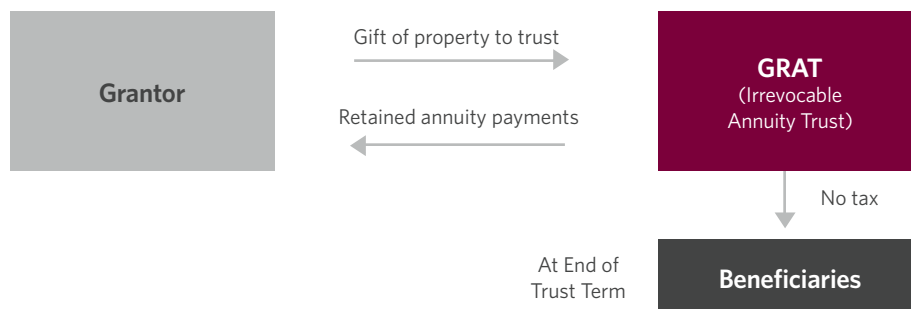 Gift of property to trust
Grantor
Retained annuity payments
GRAT
(Irrevocable
Annuity Trust)
No tax
At End of
Trust Term
Beneficiaries